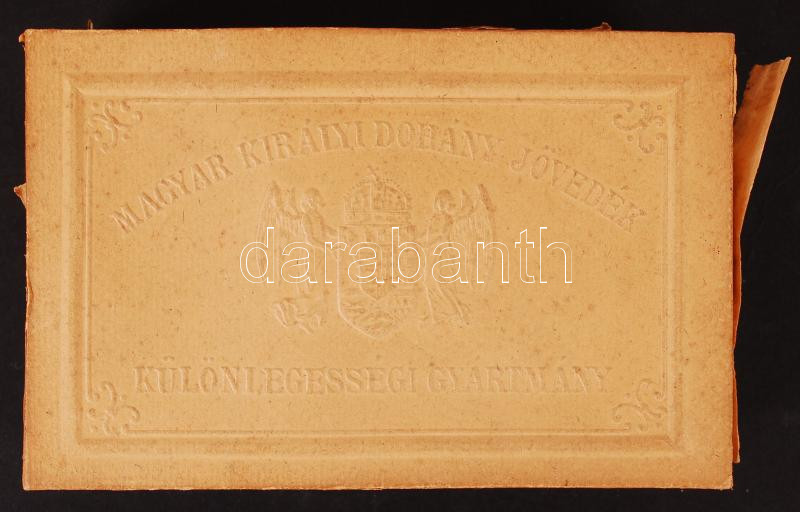 MAGYAR KIRÁLYI DOHÁNY JÖVEDÉK
darabanth
KÜLÖNLEGESSÉGI GYÁRTMÁNY